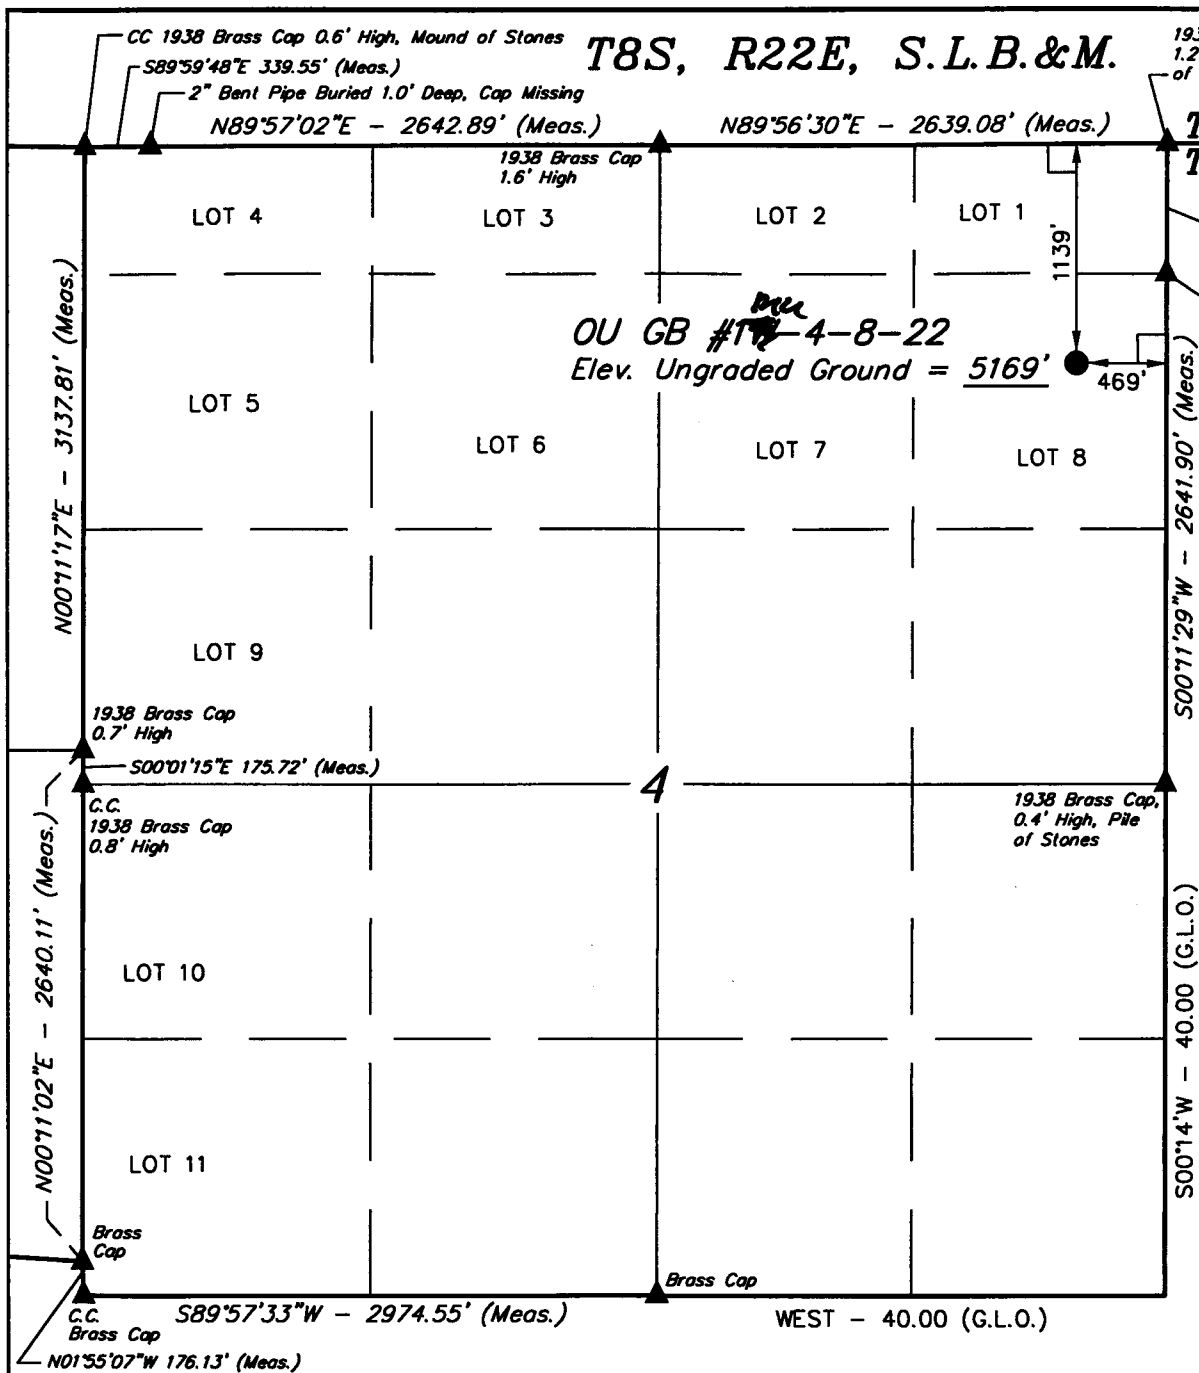 CC 1938 Brass Cap 0.6' High, Mound of Stones
T8S, R22E, S.L.B.&M.
193
1.2
of
S89°59'48"E 339.55' (Meas.)
2" Bent Pipe Buried 1.0' Deep, Cap Missing
N89°57'02"E - 2642.89' (Meas.)
N89°56'30"E - 2639.08' (Meas.)
T
T
1938 Brass Cap
1.6' High
LOT 4
LOT 3
LOT 2
LOT 1
1139'
OU GB #1 -4-8-22
Elev. Ungraded Ground = 5169'
469'
N00°11'17"E - 3137.81' (Meas.)
S00°11'29"W - 2641.90' (Meas.)
LOT 5
LOT 6
LOT 7
LOT 8
LOT 9
1938 Brass Cap
0.7' High
S00°01'15"E 175.72' (Meas.)
4
C.C.
1938 Brass Cap
0.8' High
1938 Brass Cap,
0.4' High, Pile
of Stones
N00°11'02"E - 2640.11' (Meas.)
S00°14'W - 40.00 (G.L.O.)
LOT 10
LOT 11
Brass
Cap
Brass Cap
C.C.
Brass Cap
S89°57'33"W - 2974.55' (Meas.)
WEST - 40.00 (G.L.O.)
N01°55'07"W 176.13' (Meas.)